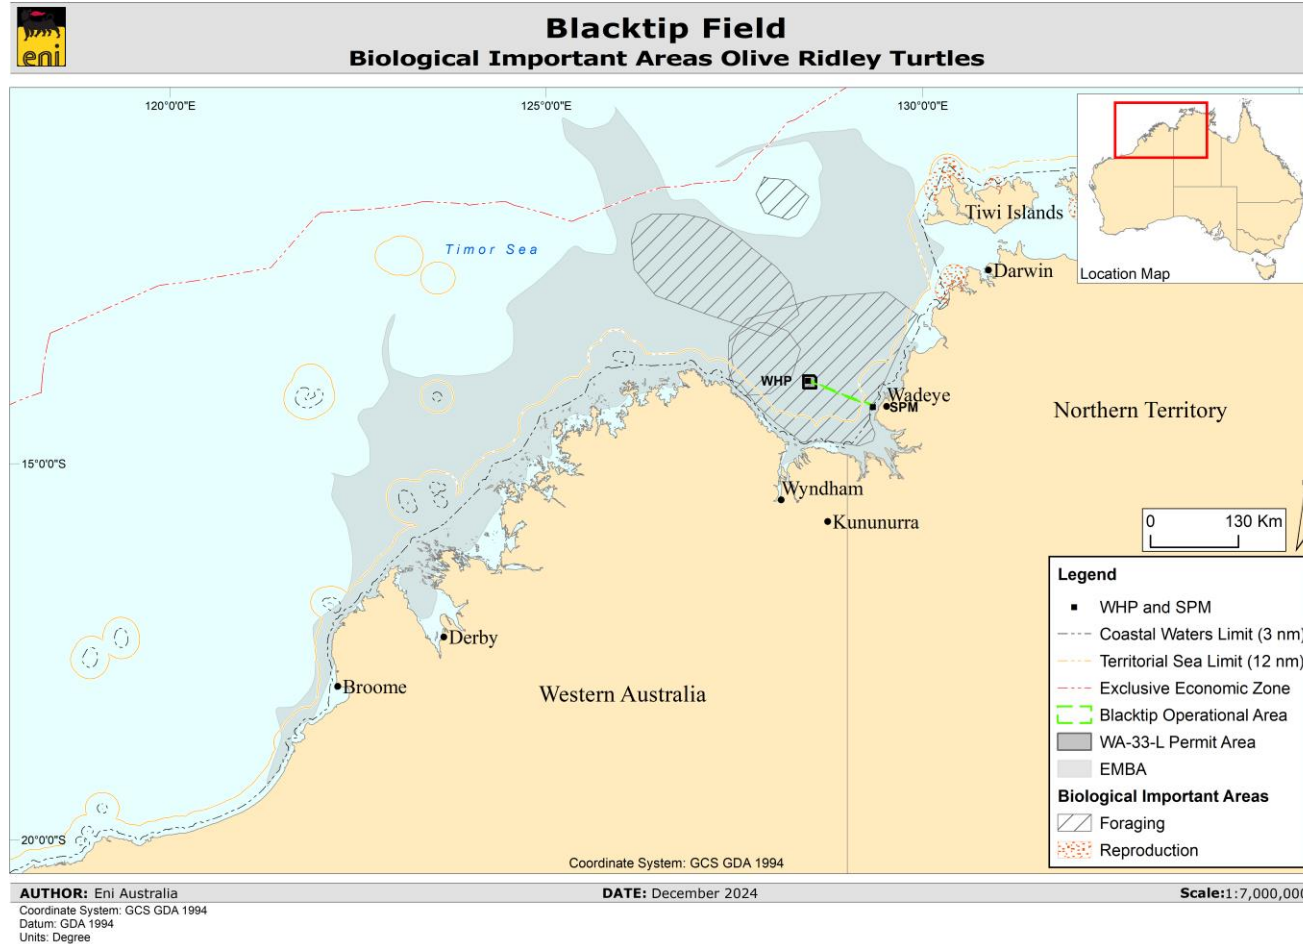 eni
Blacktip Field
Biological Important Areas Olive Ridley Turtles
120°0'0"E
125°0'0"E
130°0'0"E
Timor Sea
Tiwi Islands
Darwin
Location Map
WHP
Wadeye
SPM
Northern Territory
15°0'0"S
Wyndham
Kununurra
0 130 Km
Derby
Broome
Western Australia
Legend
WHP and SPM
Coastal Waters Limit (3 nm)
Territorial Sea Limit (12 nm)
Exclusive Economic Zone
Blacktip Operational Area
WA-33-L Permit Area
EMBA
Biological Important Areas
Foraging
Reproduction
20°0'0"S
Coordinate System: GCS GDA 1994
AUTHOR: Eni Australia
DATE: December 2024
Scale:1:7,000,000
Coordinate System: GCS GDA 1994
Datum: GDA 1994
Units: Degree